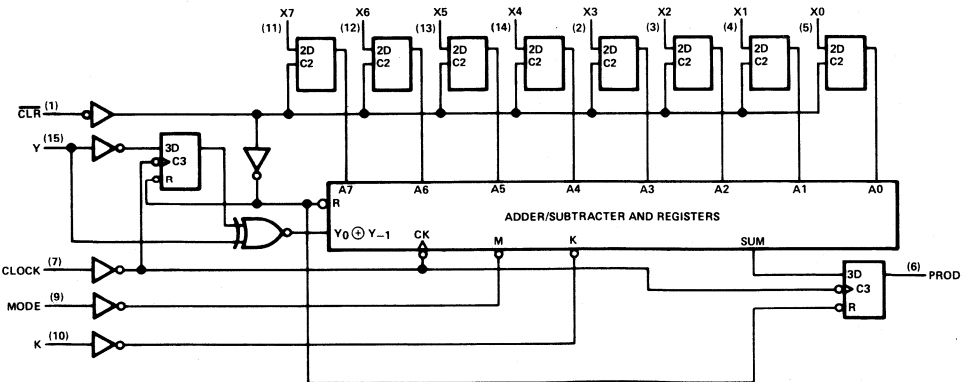 X7 X6 X5 X4 X3 X2 X1 X0
(11) (12) (13) (14) (2) (3) (4) (5)
2D 2D 2D 2D 2D 2D 2D 2D
C2 C2 C2 C2 C2 C2 C2 C2
CLR (1)
Y (15)
3D
C3
R
A7 A6 A5 A4 A3 A2 A1 A0
R
ADDER/SUBTRACTER AND REGISTERS
Y0 ⊕ Y−1 CK M K SUM
CLOCK (7)
3D (6) PROD
C3
R
MODE (9)
K (10)